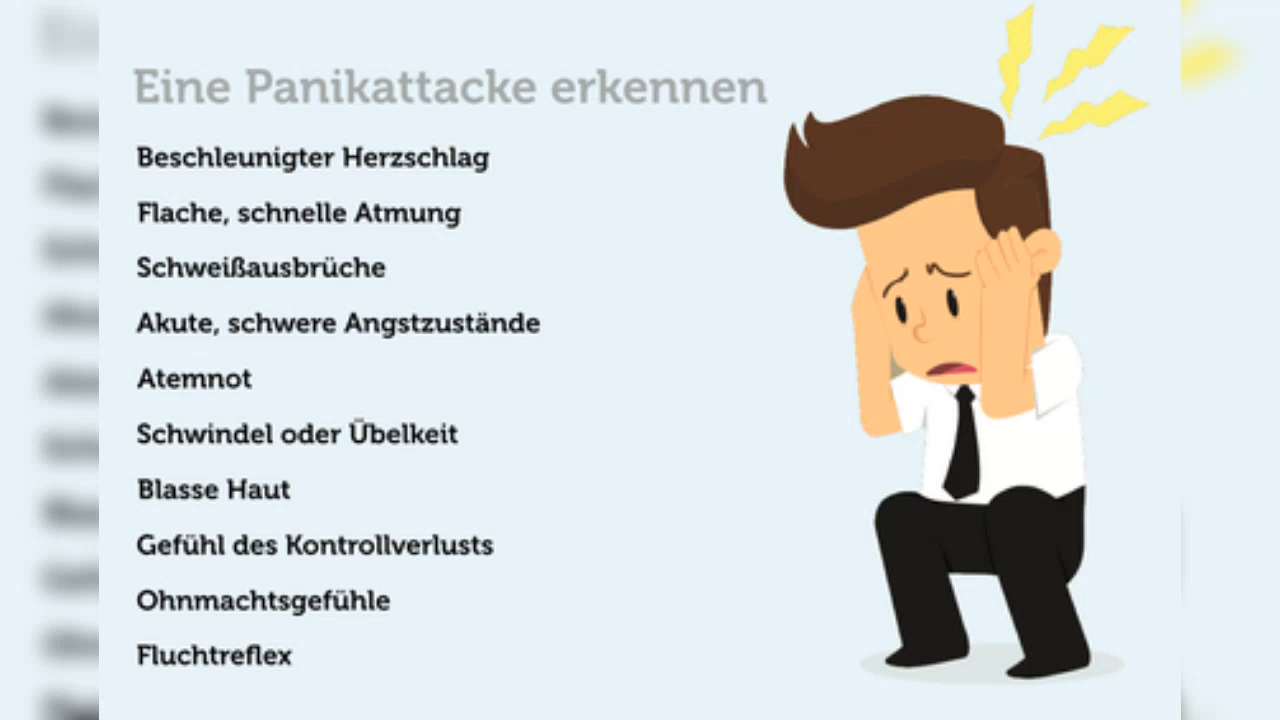 Eine Panikattacke erkennen
Beschleunigter Herzschlag
Flache, schnelle Atmung
Schweißausbrüche
Akute, schwere Angstzustände
Atemnot
Schwindel oder Übelkeit
Blasse Haut
Gefühl des Kontrollverlusts
Ohnmachtsgefühle
Fluchtreflex